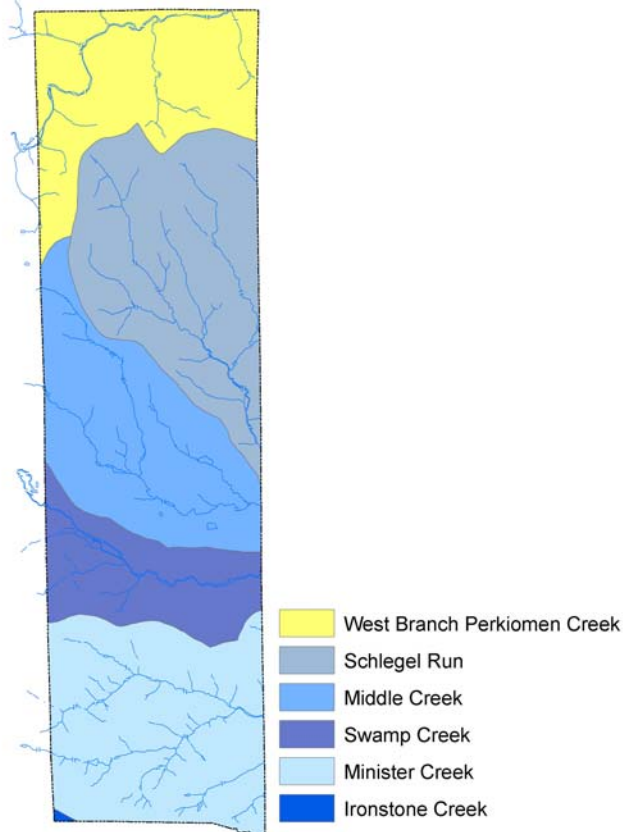 West Branch Perkiomen Creek
Schlegel Run
Middle Creek
Swamp Creek
Minister Creek
Ironstone Creek